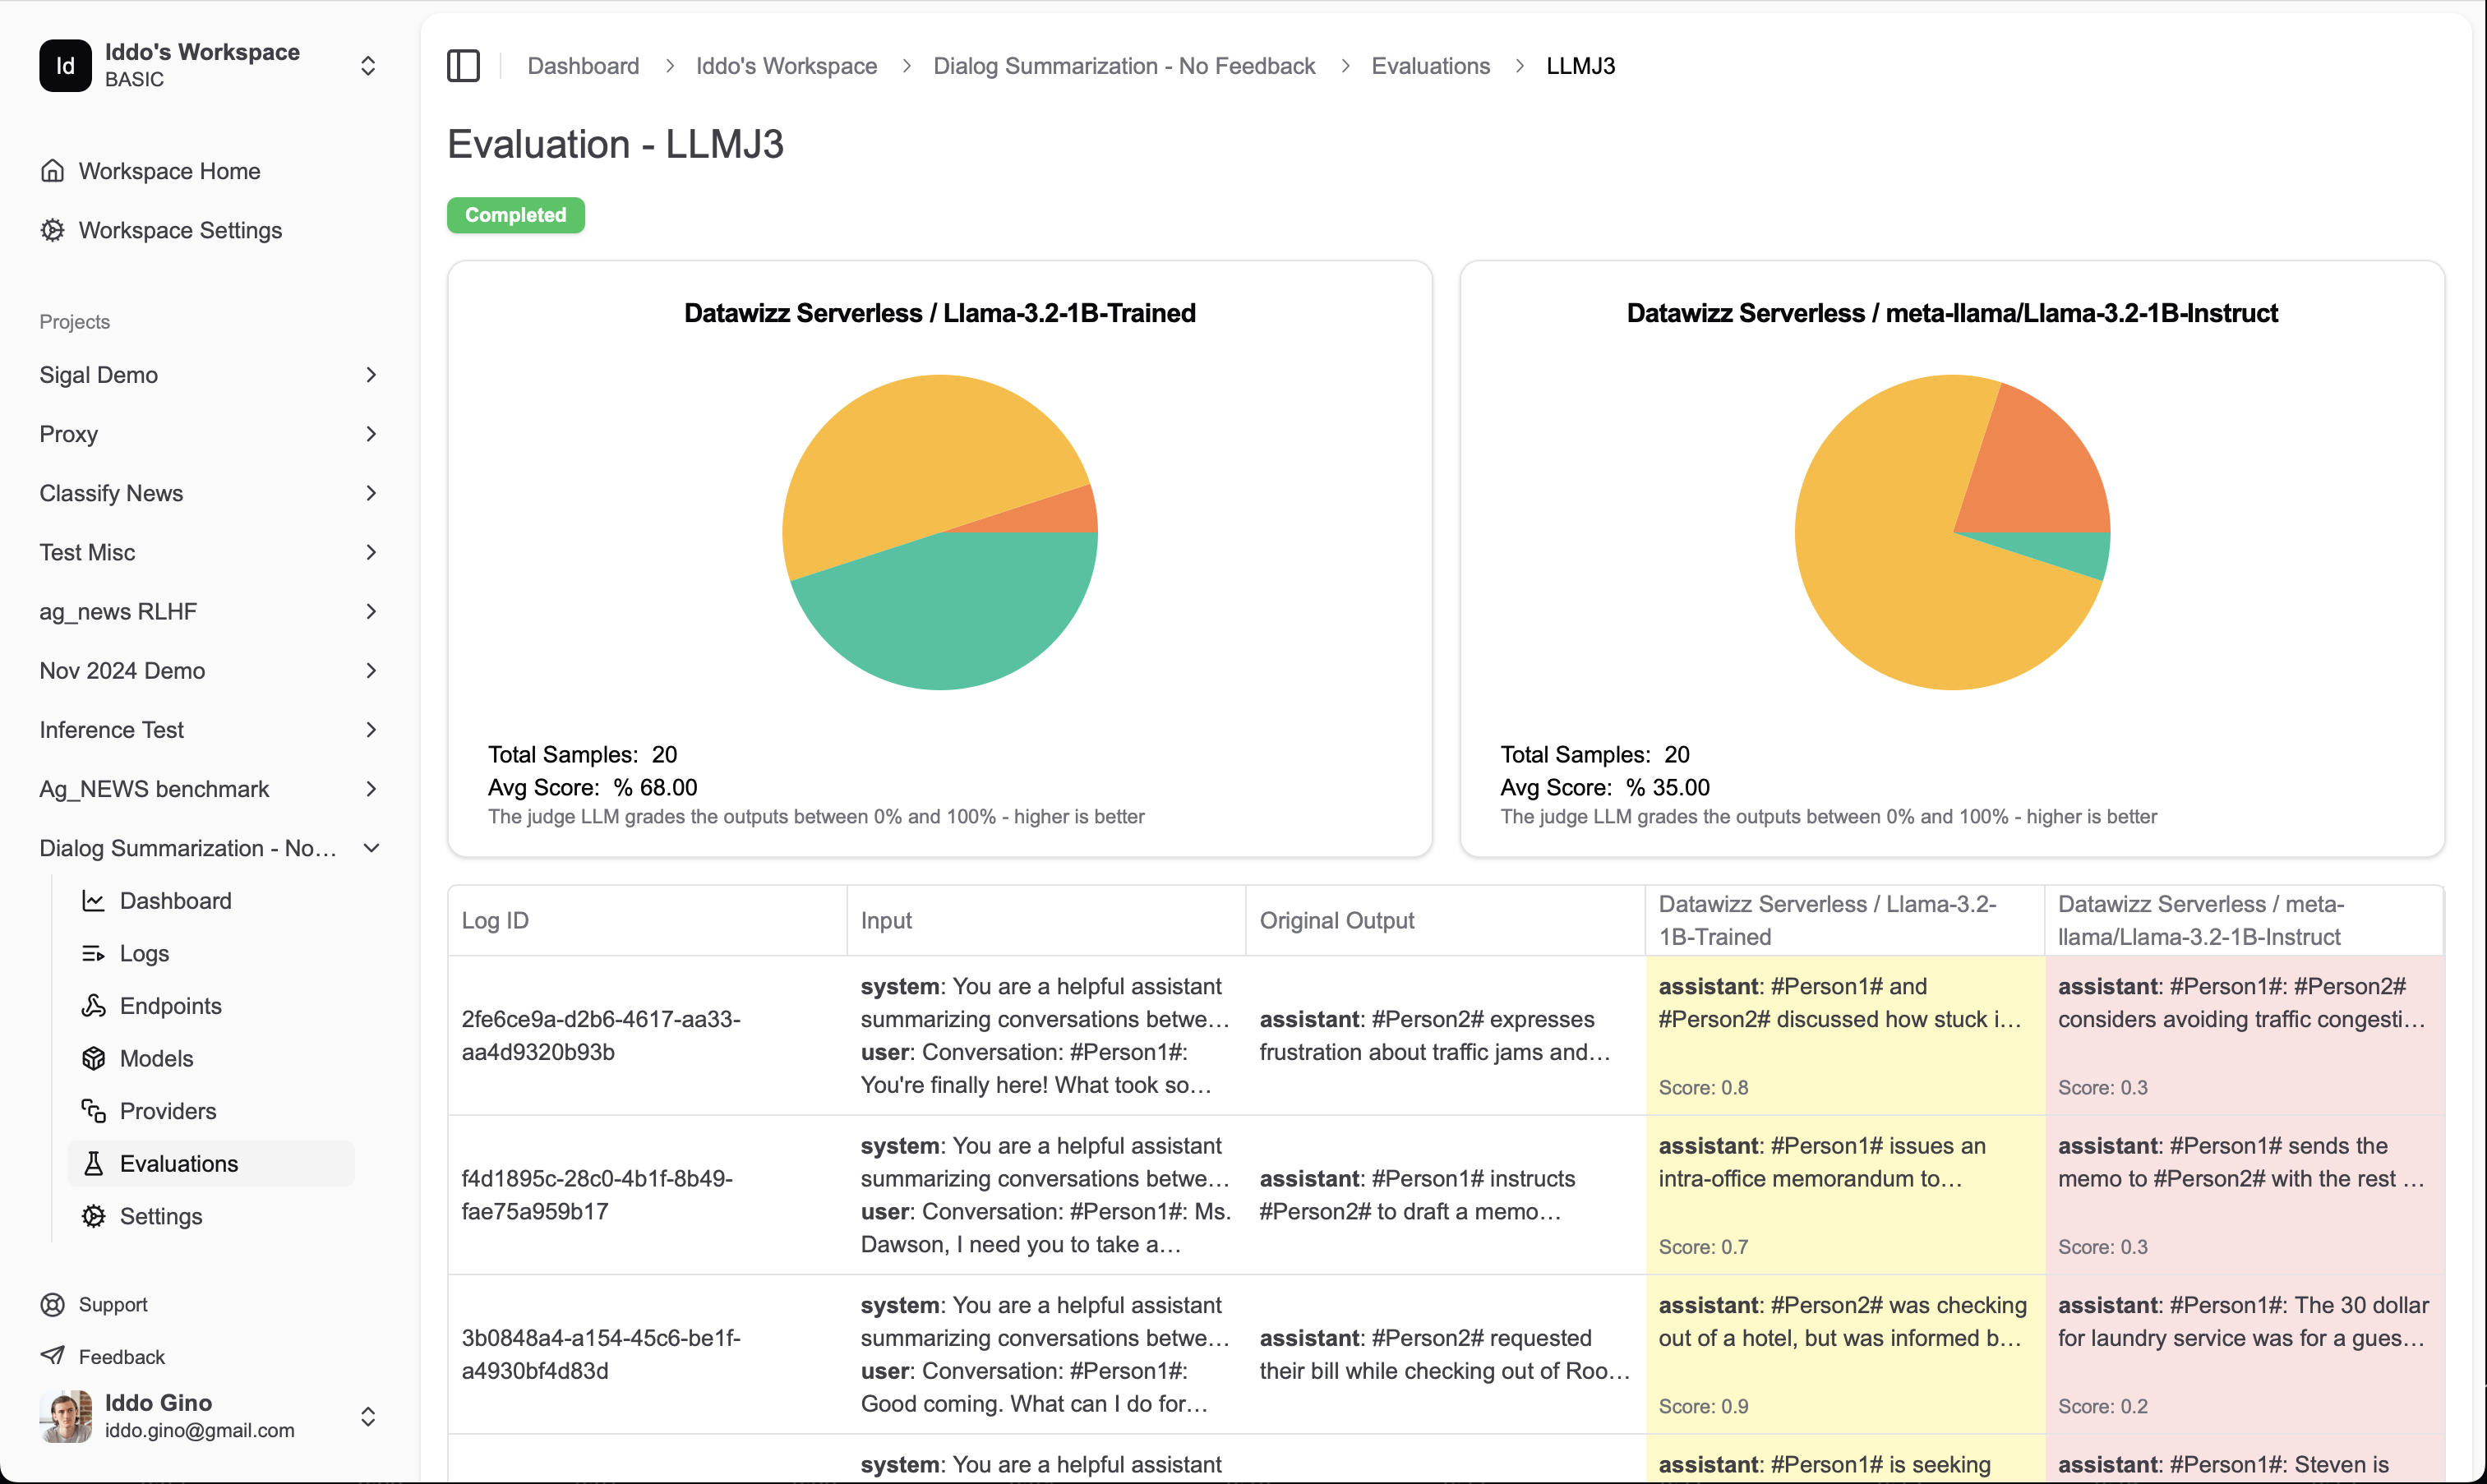 Id
Iddo's Workspace
BASIC
Workspace Home
Workspace Settings
Projects
Sigal Demo
Proxy
Classify News
Test Misc
ag_news RLHF
Nov 2024 Demo
Inference Test
Ag_NEWS benchmark
Dialog Summarization - No...
Dashboard
Logs
Endpoints
Models
Providers
Evaluations
Settings
Support
Feedback
Iddo Gino
iddo.gino@gmail.com
Dashboard > Iddo's Workspace > Dialog Summarization - No Feedback > Evaluations > LLMJ3
Evaluation - LLMJ3
Completed
Datawizz Serverless / Llama-3.2-1B-Trained
Total Samples: 20
Avg Score: % 68.00
The judge LLM grades the outputs between 0% and 100% - higher is better
Datawizz Serverless / meta-llama/Llama-3.2-1B-Instruct
Total Samples: 20
Avg Score: % 35.00
The judge LLM grades the outputs between 0% and 100% - higher is better
Log ID
Input
Original Output
Datawizz Serverless / Llama-3.2-
1B-Trained
Datawizz Serverless / meta-
llama/Llama-3.2-1B-Instruct
2fe6ce9a-d2b6-4617-aa33-
aa4d9320b93b
system: You are a helpful assistant
summarizing conversations betwe...
user: Conversation: #Person1#:
You're finally here! What took so...
assistant: #Person2# expresses
frustration about traffic jams and...
assistant: #Person1# and
#Person2# discussed how stuck i...
Score: 0.8
assistant: #Person1#: #Person2#
considers avoiding traffic congesti...
Score: 0.3
f4d1895c-28c0-4b1f-8b49-
fae75a959b17
system: You are a helpful assistant
summarizing conversations betwe...
user: Conversation: #Person1#: Ms.
Dawson, I need you to take a...
assistant: #Person1# instructs
#Person2# to draft a memo...
assistant: #Person1# issues an
intra-office memorandum to...
Score: 0.7
assistant: #Person1# sends the
memo to #Person2# with the rest ...
Score: 0.3
3b0848a4-a154-45c6-be1f-
a4930bf4d83d
system: You are a helpful assistant
summarizing conversations betwe...
user: Conversation: #Person1#:
Good coming. What can I do for...
assistant: #Person2# requested
their bill while checking out of Roo...
assistant: #Person2# was checking
out of a hotel, but was informed b...
Score: 0.9
assistant: #Person1#: The 30 dollar
for laundry service was for a gues...
Score: 0.2
system: You are a helpful assistant
assistant: #Person1# is seeking
assistant: #Person1#: Steven is